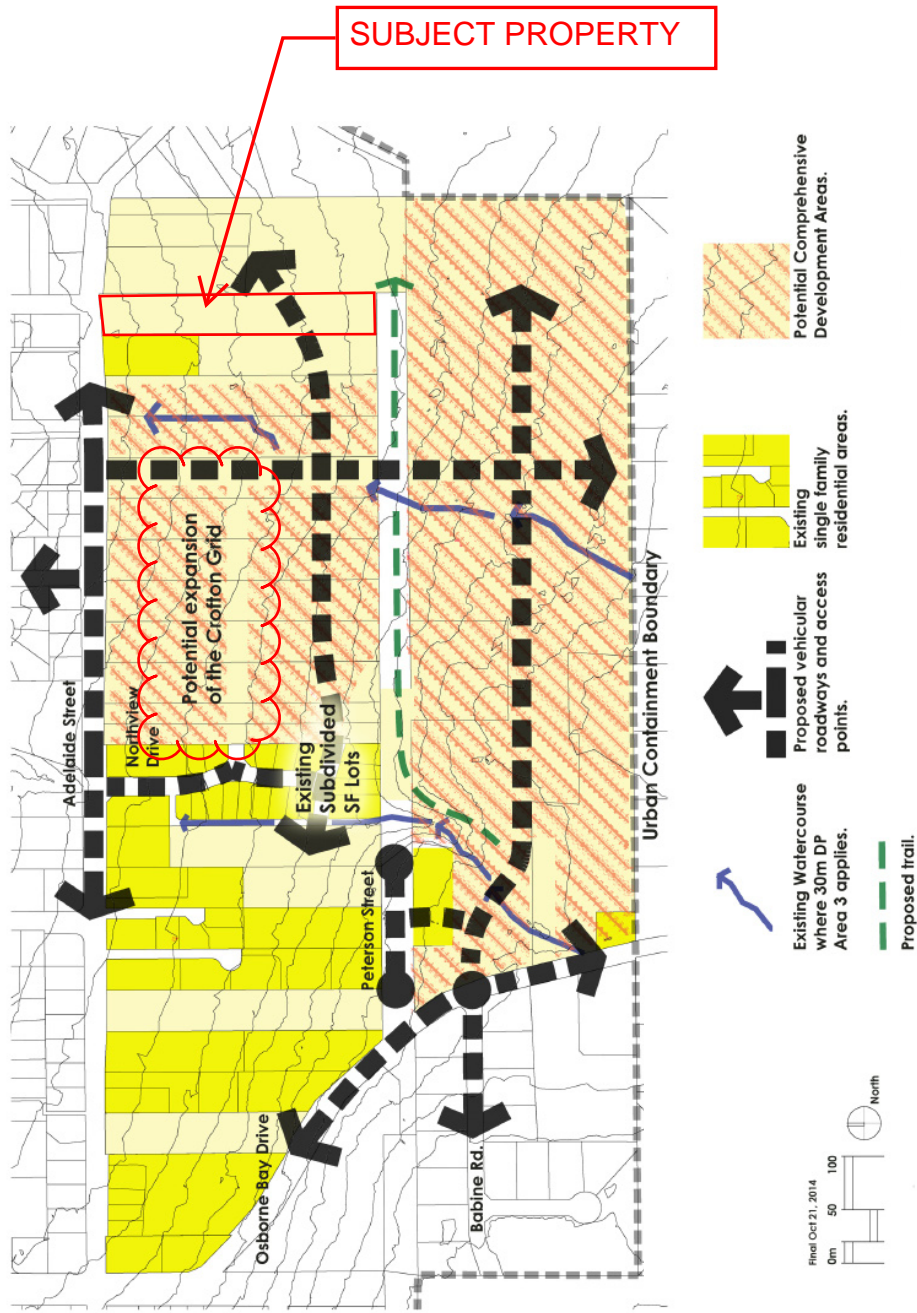 SUBJECT PROPERTY
Adelaide Street
Northview
Drive
Potential expansion
of the Crofton Grid
Existing
Subdivided
SF Lots
Peterson Street
Osborne Bay Drive
Babine Rd.
Urban Containment Boundary
Potential Comprehensive
Development Areas.
Existing
single family
residential areas.
Proposed vehicular
roadways and access
points.
Existing Watercourse
where 30m DP
Area 3 applies.
Proposed trail.
Final Oct 21, 2014
0m 50 100
North